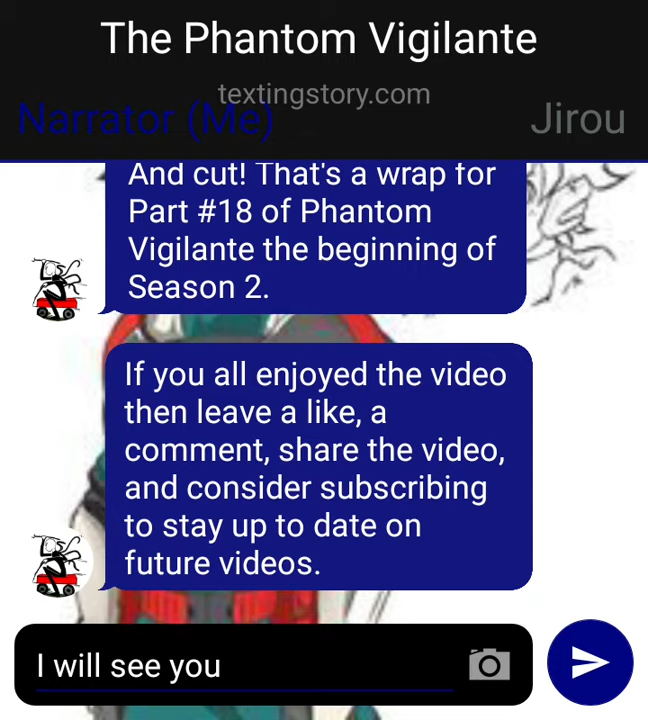 The Phantom Vigilante
textingstory.com
Narrator (Me)
Jirou
And cut! That's a wrap for
Part #18 of Phantom
Vigilante the beginning of
Season 2.
If you all enjoyed the video
then leave a like, a
comment, share the video,
and consider subscribing
to stay up to date on
future videos.
I will see you